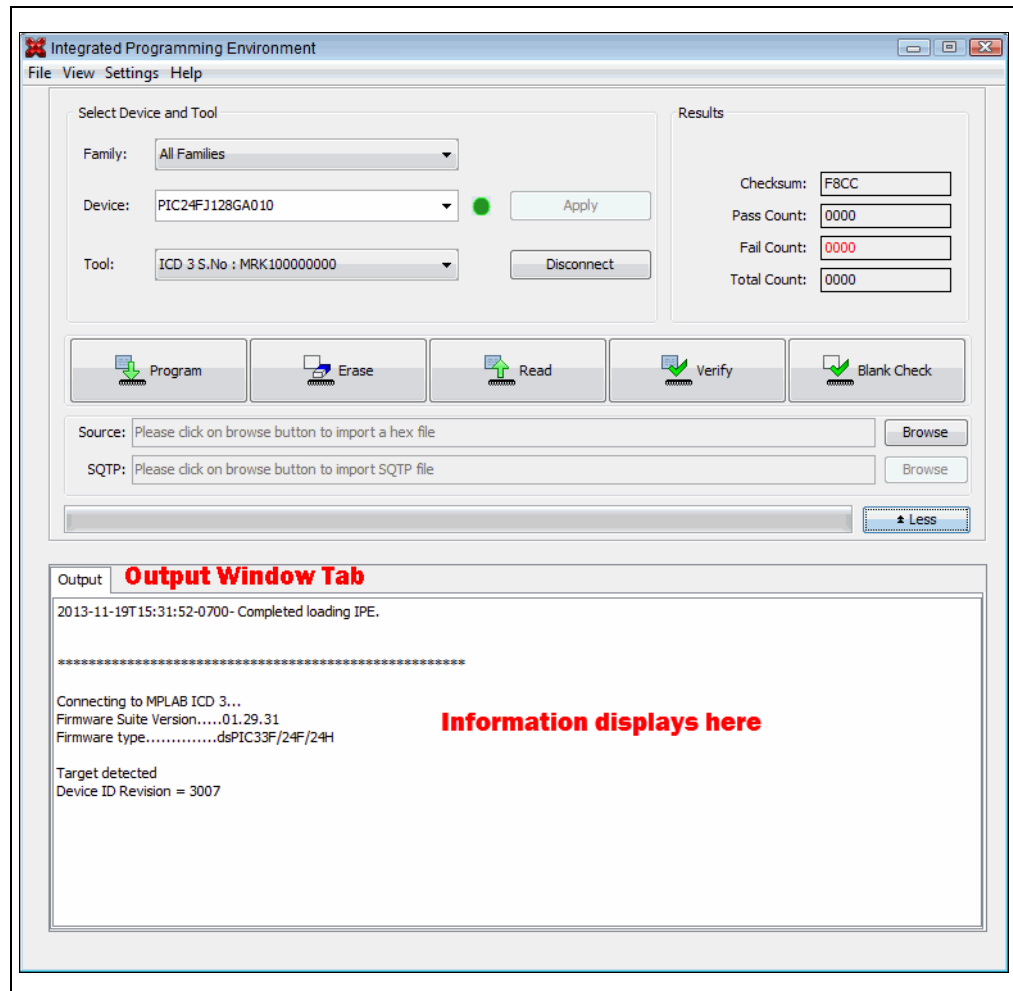 Integrated Programming Environment
File View Settings Help
Select Device and Tool
Results
Family: All Families
Device: PIC24FJ128GA010 Apply
Tool: ICD 3 S.No : MRK100000000 Disconnect
Checksum: F8CC
Pass Count: 0000
Fail Count: 0000
Total Count: 0000
Program Erase Read Verify Blank Check
Source: Please click on browse button to import a hex file Browse
SQTP: Please click on browse button to import SQTP file Browse
Less
Output Output Window Tab
2013-11-19T15:31:52-0700- Completed loading IPE.
*****************************************************
Connecting to MPLAB ICD 3...
Firmware Suite Version.....01.29.31
Firmware type..............dsPIC33F/24F/24H
Information displays here
Target detected
Device ID Revision = 3007